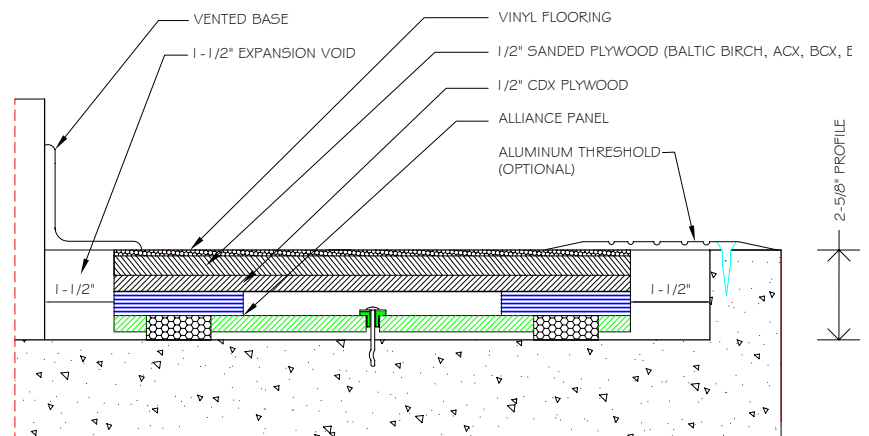 VENTED BASE
1-1/2" EXPANSION VOID
VINYL FLOORING
1/2" SANDED PLYWOOD (BALTIC BIRCH, ACX, BCX,
1/2" CDX PLYWOOD
ALLIANCE PANEL
ALUMINUM THRESHOLD
(OPTIONAL)
2-5/8" PROFILE
1-1/2"
1-1/2"